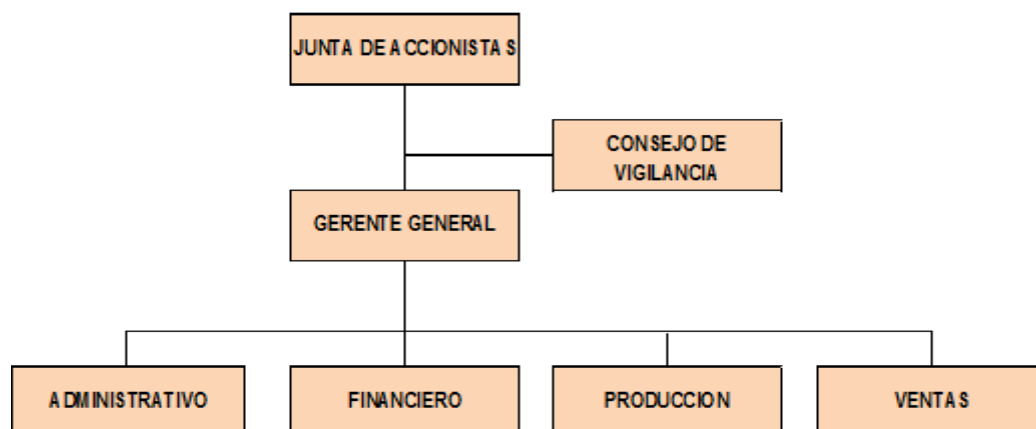 JUNTA DE ACCIONISTAS
CONSEJO DE
VIGILANCIA
GERENTE GENERAL
ADMINISTRATIVO
FINANCIERO
PRODUCCION
VENTAS